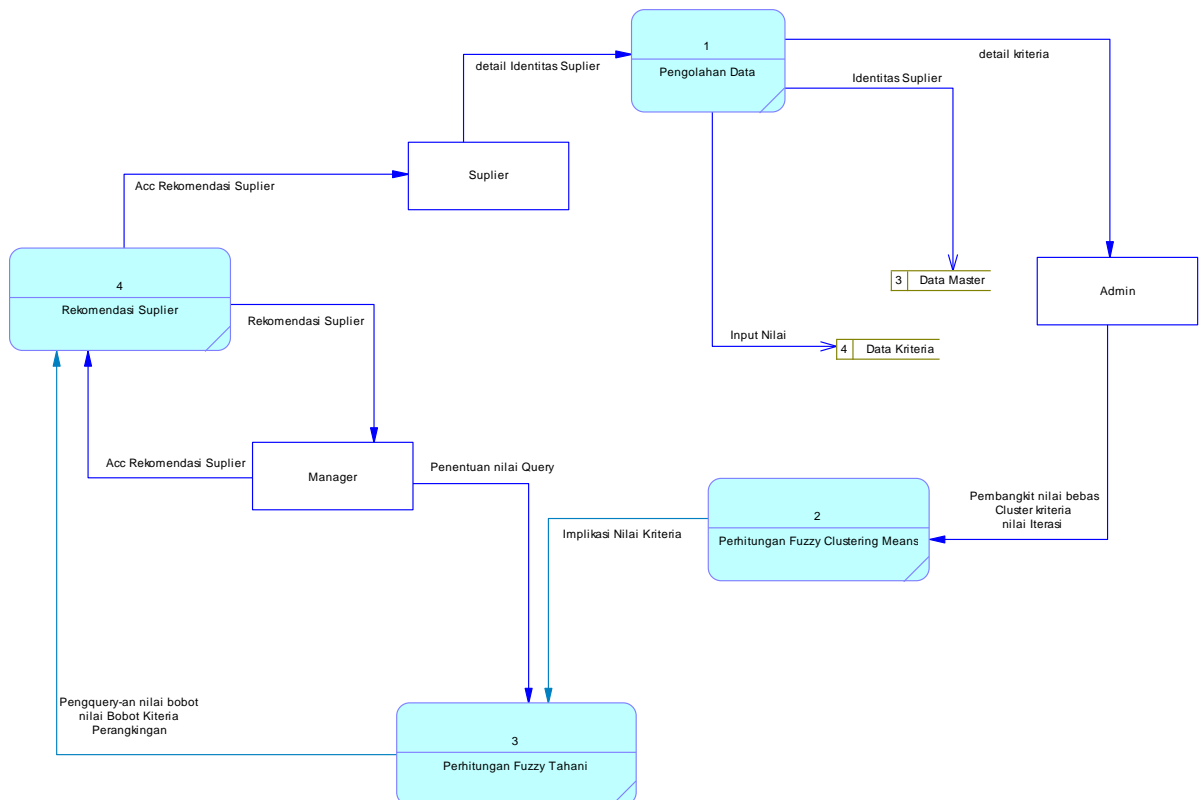 1
Pengolahan Data
detail kriteria
detail Identitas Suplier
Identitas Suplier
Suplier
Acc Rekomendasi Suplier
4
Rekomendasi Suplier
Rekomendasi Suplier
3 Data Master
Admin
Input Nilai
4 Data Kriteria
Acc Rekomendasi Suplier
Manager
Penentuan nilai Query
Pembangkit nilai bebas
Cluster kriteria
nilai Iterasi
2
Perhitungan Fuzzy Clustering Means
Implikasi Nilai Kriteria
Pengquery-an nilai bobot
nilai Bobot Kiteria
Perangkingan
3
Perhitungan Fuzzy Tahani